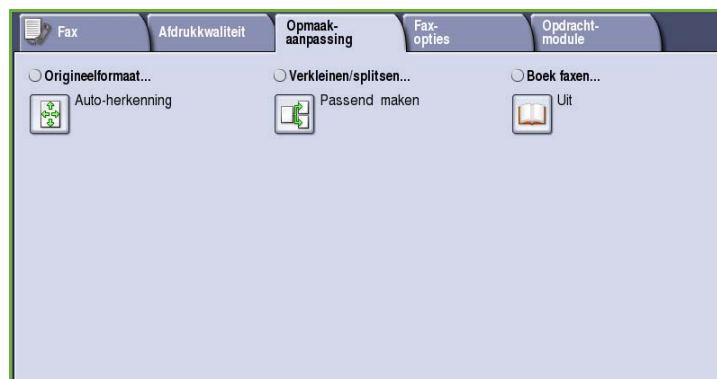 Fax
Afdrukkwaliteit
Opmaak-
aanpassing
Fax-
opties
Opdracht-
module
Origineelformaat...
Auto-herkenning
Verkleinen/splitsen...
Passend maken
Boek faxen...
Uit